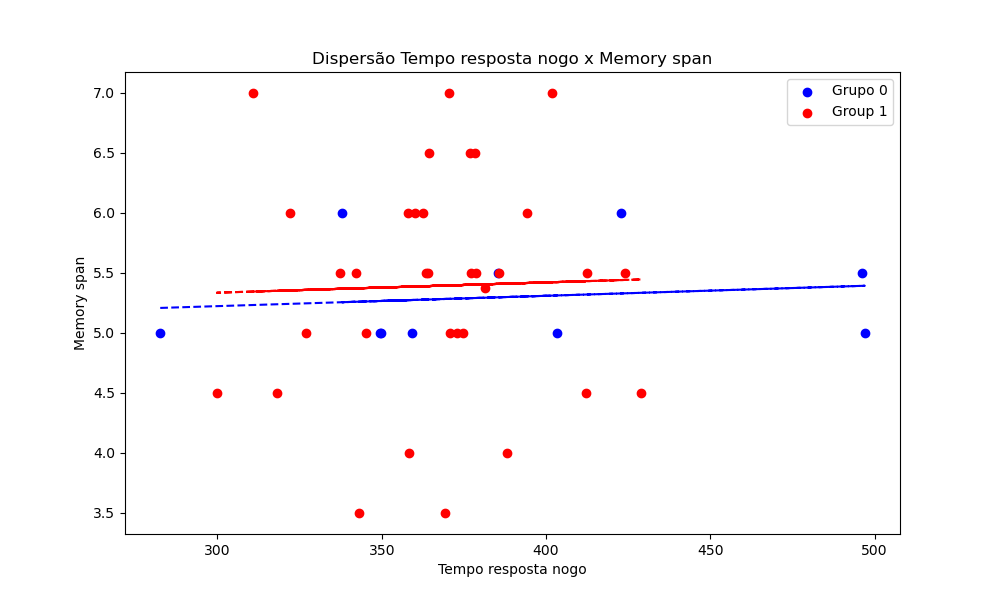 Dispersão Tempo resposta nogo x Memory span
Grupo 0
Group 1
7.0
6.5
6.0
5.5
5.0
4.5
4.0
3.5
Memory span
300
350
400
450
500
Tempo resposta nogo